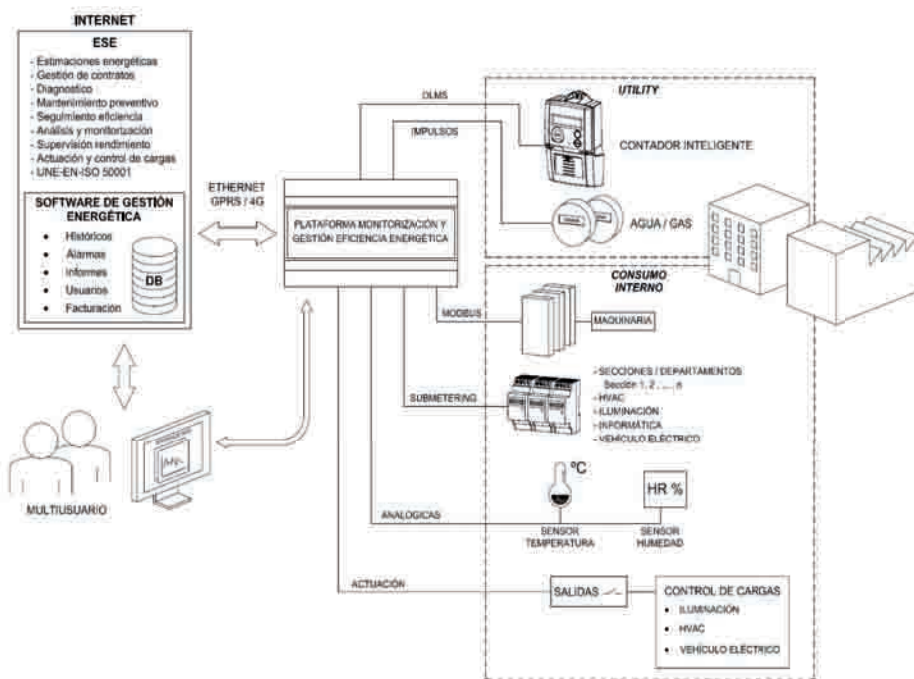 INTERNET
ESE
- Estimaciones energéticas
- Gestión de contratos
- Diagnostico
- Mantenimiento preventivo
- Seguimiento eficiencia
- Análisis y monitorización
- Supervisión rendimiento
- Actuación y control de cargas
- UNE-EN-ISO 50001
SOFTWARE DE GESTIÓN
ENERGÉTICA
• Históricos
• Alarmas
• Informes
• Usuarios
• Facturación
DB
MULTIUSUARIO
ETHERNET
GPRS / 4G
PLATAFORMA MONITORIZACIÓN Y
GESTIÓN EFICIENCIA ENERGÉTICA
DLMS
IMPULSOS
MODBUS
SUBMETERING
ANALÓGICAS
ACTUACIÓN
UTILITY
CONTADOR INTELIGENTE
AGUA / GAS
CONSUMO
INTERNO
MAQUINARIA
- SECCIONES / DEPARTAMENTOS
Sección 1, 2 ..... n
- HVAC
- ILUMINACIÓN
- INFORMÁTICA
- VEHÍCULO ELÉCTRICO
ºC
SENSOR
TEMPERATURA
HR %
SENSOR
HUMEDAD
SALIDAS
CONTROL DE CARGAS
• ILUMINACIÓN
• HVAC
• VEHÍCULO ELÉCTRICO